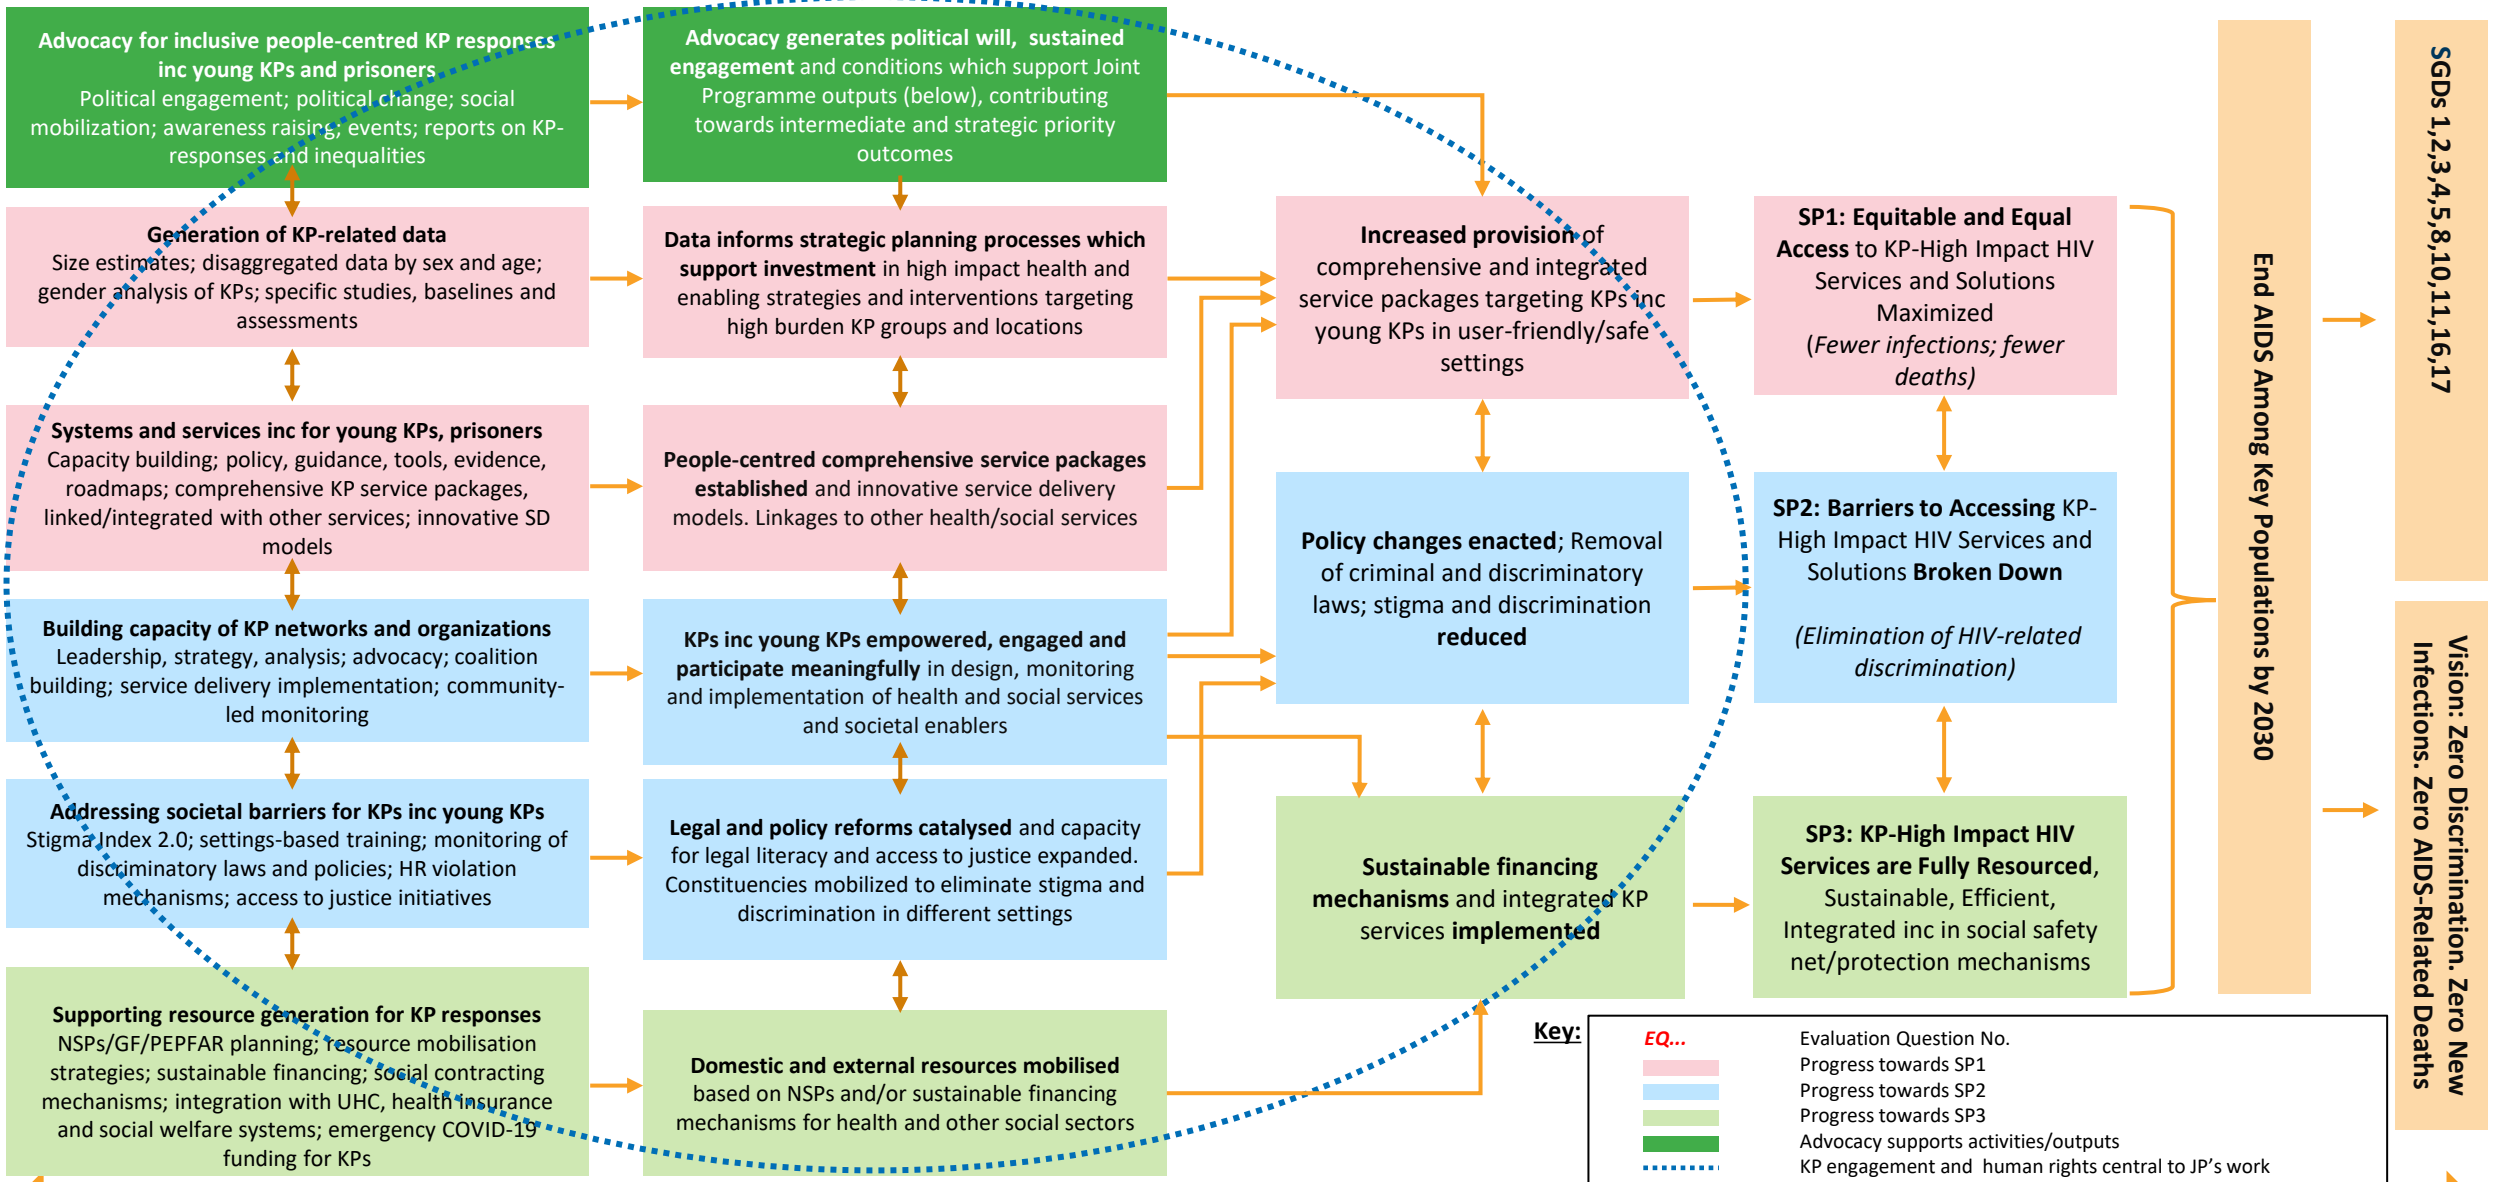 Advocacy for inclusive people-centred KP responses
inc young KPs and prisoners
Political engagement; political change; social
mobilization; awareness raising; events; reports on KP-
responses and inequalities
Generation of KP-related data
Size estimates; disaggregated data by sex and age;
gender analysis of KPs; specific studies, baselines and
assessments
Systems and services inc for young KPs, prisoners
Capacity building; policy, guidance, tools, evidence,
roadmaps; comprehensive KP service packages,
linked/integrated with other services; innovative SD
models
Building capacity of KP networks and organizations
Leadership, strategy, analysis; advocacy; coalition
building; service delivery implementation; community-
led monitoring
Addressing societal barriers for KPs inc young KPs
Stigma Index 2.0; settings-based training; monitoring of
discriminatory laws and policies; HR violation
mechanisms; access to justice initiatives
Supporting resource generation for KP responses
NSPs/GF/PEPFAR planning; resource mobilisation
strategies; sustainable financing; social contracting
mechanisms; integration with UHC, health insurance
and social welfare systems; emergency COVID-19
funding for KPs
Advocacy generates political will, sustained
engagement and conditions which support Joint
Programme outputs (below), contributing
towards intermediate and strategic priority
outcomes
Data informs strategic planning processes which
support investment in high impact health and
enabling strategies and interventions targeting
high burden KP groups and locations
People-centred comprehensive service packages
established and innovative service delivery
models. Linkages to other health/social services
KPs inc young KPs empowered, engaged and
participate meaningfully in design, monitoring
and implementation of health and social services
and societal enablers
Legal and policy reforms catalysed and capacity
for legal literacy and access to justice expanded.
Constituencies mobilized to eliminate stigma and
discrimination in different settings
Domestic and external resources mobilised
based on NSPs and/or sustainable financing
mechanisms for health and other social sectors
Increased provision of
comprehensive and integrated
service packages targeting KPs inc
young KPs in user-friendly/safe
settings
Policy changes enacted; Removal
of criminal and discriminatory
laws; stigma and discrimination
reduced
Sustainable financing
mechanisms and integrated KP
services implemented
SP1: Equitable and Equal
Access to KP-High Impact HIV
Services and Solutions
Maximized
(Fewer infections; fewer
deaths)
SP2: Barriers to Accessing KP-
High Impact HIV Services and
Solutions Broken Down
(Elimination of HIV-related
discrimination)
SP3: KP-High Impact HIV
Services are Fully Resourced,
Sustainable, Efficient,
Integrated inc in social safety
net/protection mechanisms
End AIDS Among Key Populations by 2030
SGDs 1,2,3,4,5,8,10,11,16,17
Vision: Zero Discrimination. Zero New
Infections. Zero AIDS-Related Deaths
Key:
EQ... Evaluation Question No.
Progress towards SP1
Progress towards SP2
Progress towards SP3
Advocacy supports activities/outputs
KP engagement and human rights central to JP's work